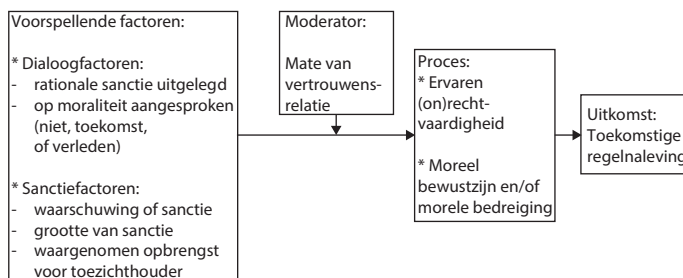 Voorspellende factoren:
* Dialoogfactoren:
- rationale sanctie uitgelegd
- op moraliteit aangesproken
(niet, toekomst,
of verleden)
* Sanctiefactoren:
- waarschuwing of sanctie
- grootte van sanctie
- waargenomen opbrengst
voor toezichthouder
Moderator:
Mate van
vertrouwens-
relatie
Proces:
* Ervaren
(on)recht-
vaardigheid
* Moreel
bewustzijn en/of
morele bedreiging
Uitkomst:
Toekomstige
regelnaleving